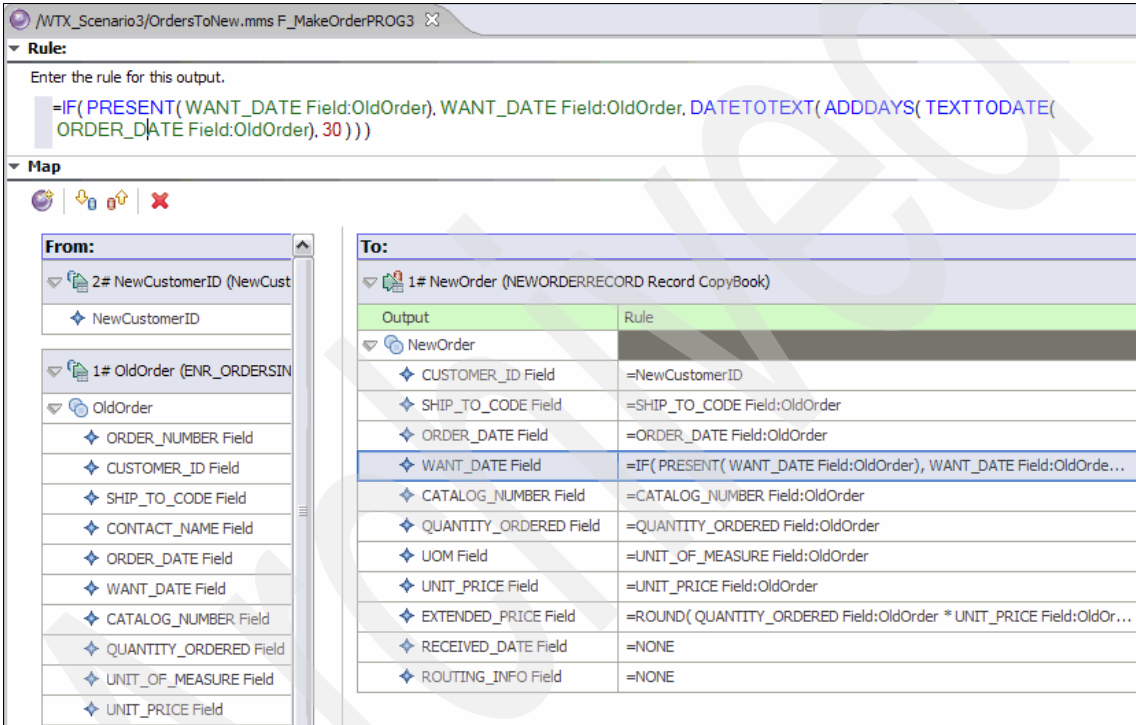 /WTX_Scenario3/OrdersToNew.mms F_MakeOrderPROG3
Rule:
Enter the rule for this output.
=IF( PRESENT( WANT_DATE Field:OldOrder), WANT_DATE Field:OldOrder, DATETOTEXT( ADDDAYS( TEXTTODATE(
ORDER_DATE Field:OldOrder), 30 ) ) )
Map
From:
2# NewCustomerID (NewCust
NewCustomerID
1# OldOrder (ENR_ORDERSIN
OldOrder
ORDER_NUMBER Field
CUSTOMER_ID Field
SHIP_TO_CODE Field
CONTACT_NAME Field
ORDER_DATE Field
WANT_DATE Field
CATALOG_NUMBER Field
QUANTITY_ORDERED Field
UNIT_OF_MEASURE Field
UNIT_PRICE Field
To:
1# NewOrder (NEWORDERRECORD Record CopyBook)
Output Rule
NewOrder
CUSTOMER_ID Field =NewCustomerID
SHIP_TO_CODE Field =SHIP_TO_CODE Field:OldOrder
ORDER_DATE Field =ORDER_DATE Field:OldOrder
WANT_DATE Field =IF( PRESENT( WANT_DATE Field:OldOrder), WANT_DATE Field:OldOrde...
CATALOG_NUMBER Field =CATALOG_NUMBER Field:OldOrder
QUANTITY_ORDERED Field =QUANTITY_ORDERED Field:OldOrder
UOM Field =UNIT_OF_MEASURE Field:OldOrder
UNIT_PRICE Field =UNIT_PRICE Field:OldOrder
EXTENDED_PRICE Field =ROUND( QUANTITY_ORDERED Field:OldOrder * UNIT_PRICE Field:OldOr...
RECEIVED_DATE Field =NONE
ROUTING_INFO Field =NONE
Archived